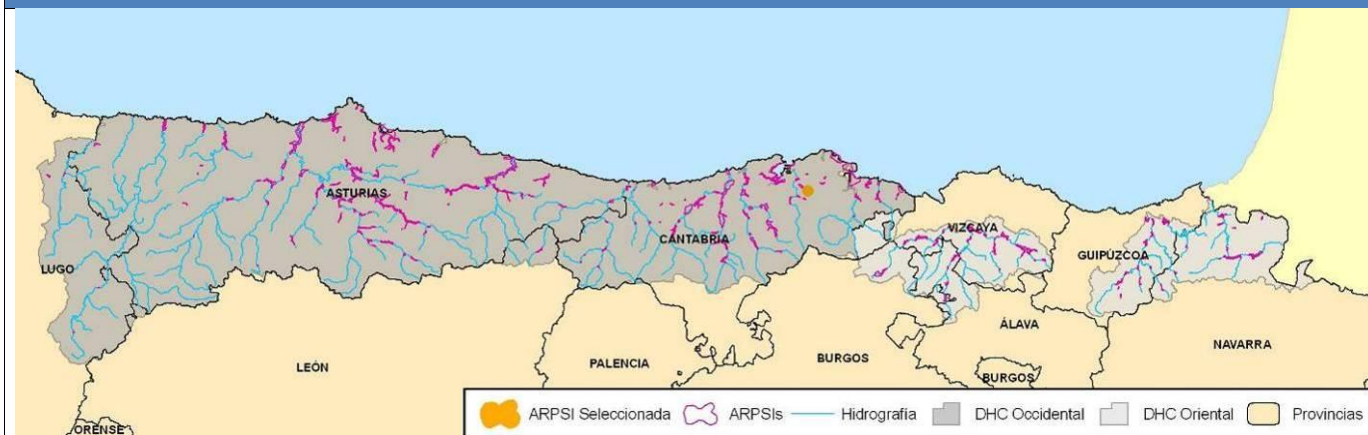 ASTURIAS
CANTABRIA
VIZCAYA
LUGO
GUIPÚZCOA
ÁLAVA
NAVARRA
LEÓN
PALENCIA
BURGOS
BURGOS
ORENSE
ARPSI Seleccionada ARPSIs Hidrografía DHC Occidental DHC Oriental Provincias